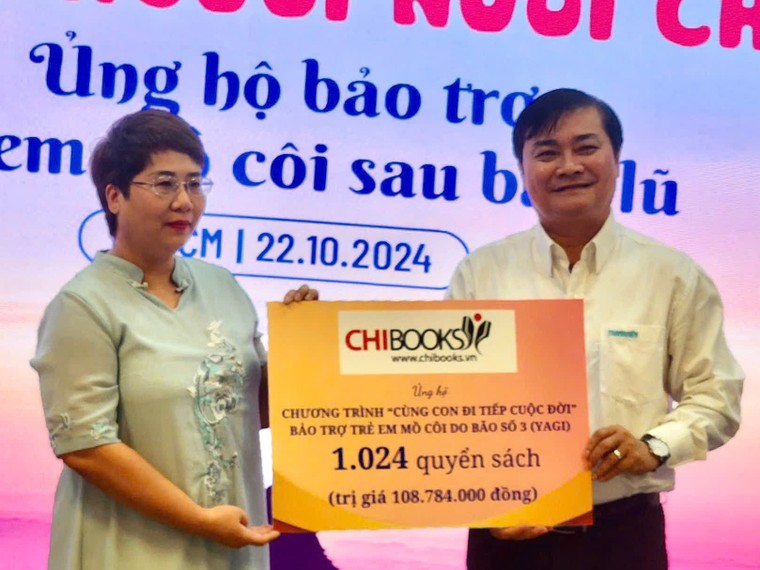 Ủng hộ bảo trợ
em côi sau lũ
CM | 22.10.2024
CHIBOOKS
www.chibooks.vn
Ủng hộ
CHƯƠNG TRÌNH “CÙNG CON ĐI TIẾP CUỘC ĐỜI”
BẢO TRỢ TRẺ EM MỒ CÔI DO BÃO SỐ 3 (YAGI)
1.024 quyển sách
(trị giá 108.784.000 đồng)